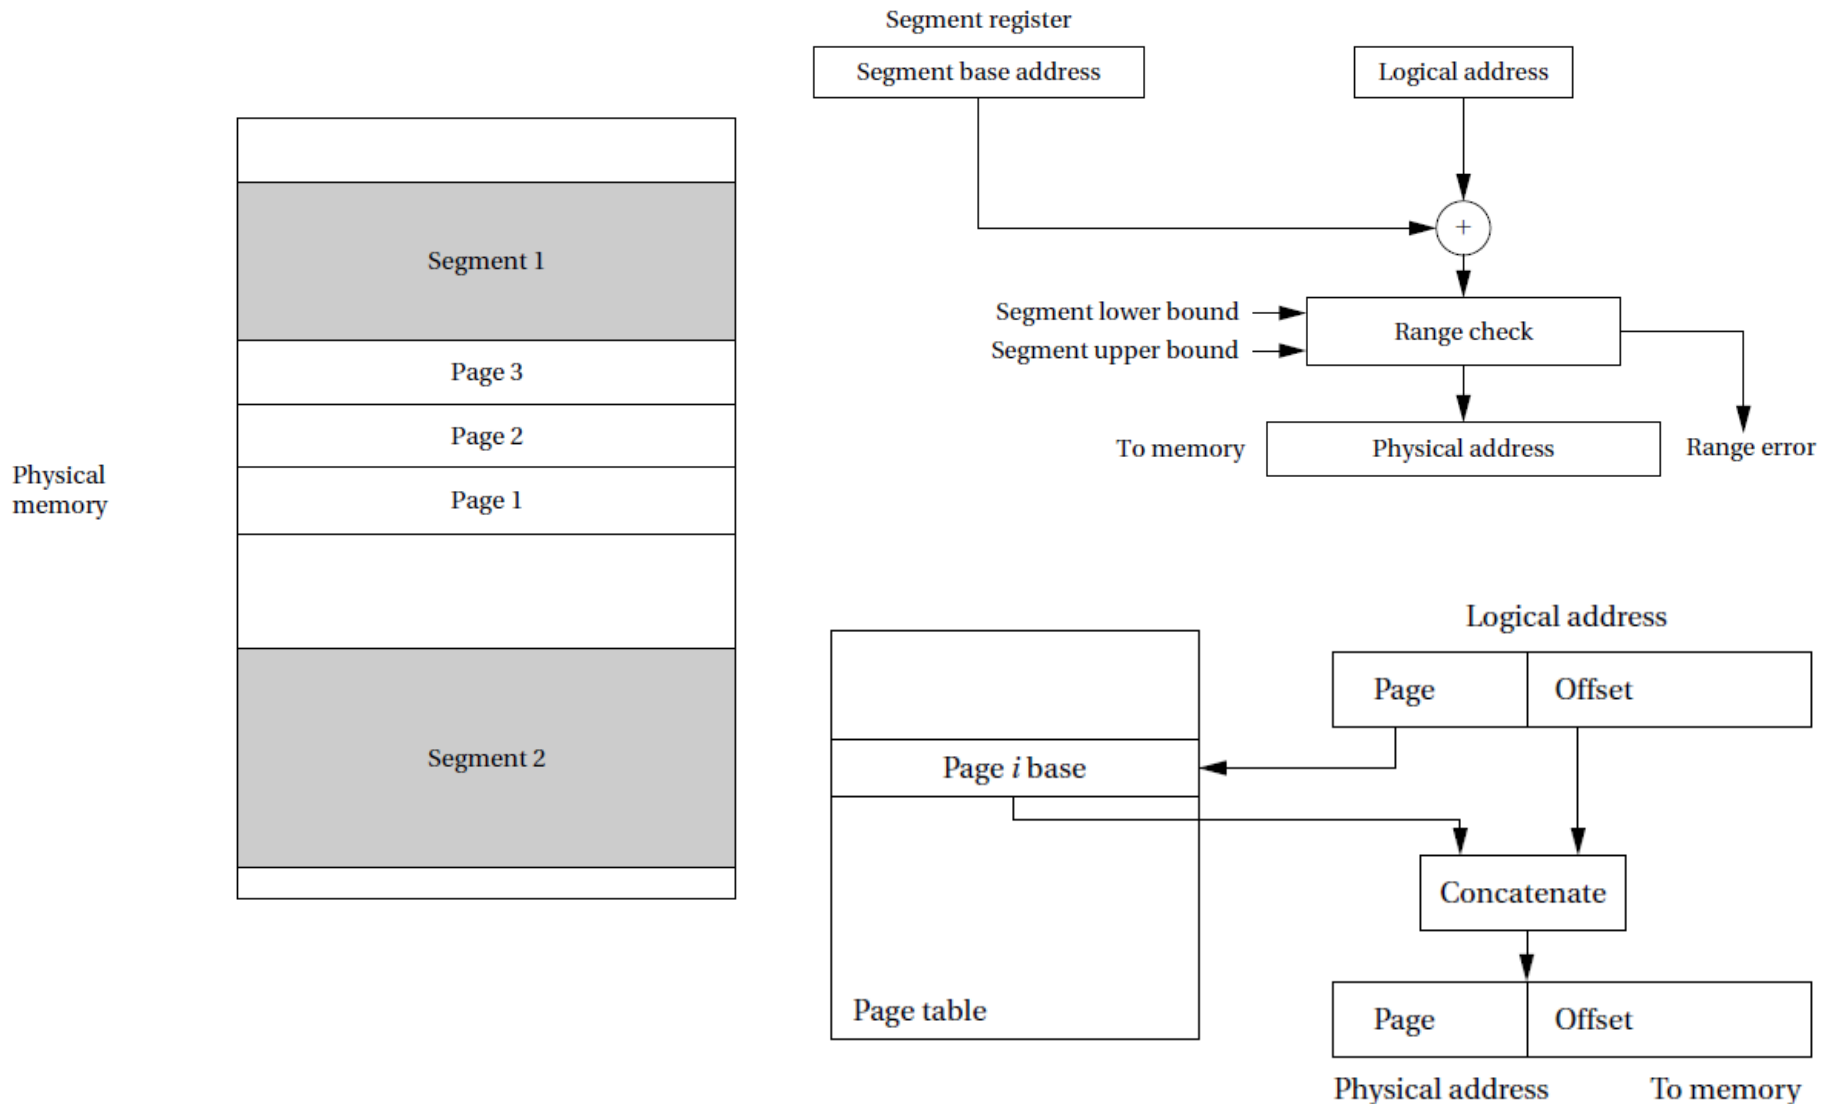 Physical
memory
Segment 1
Page 3
Page 2
Page 1
Segment 2
Segment register
Segment base address
Logical address
+
Segment lower bound
Segment upper bound
Range check
To memory
Physical address
Range error
Logical address
Page
Offset
Page i base
Concatenate
Page table
Page
Offset
Physical address
To memory